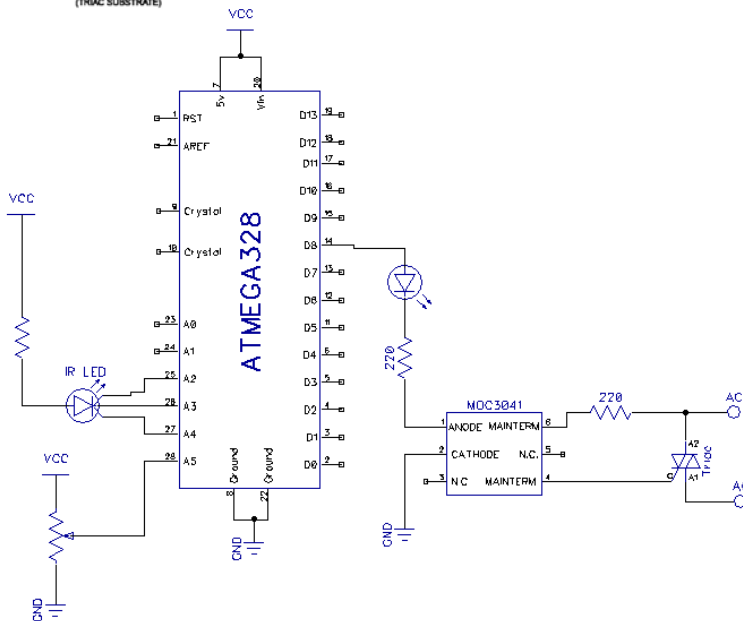 (TRIAC SUBSTRATE)
VCC
7
20
5v
Vin
1 RST
21 AREF
9 Crystal
10 Crystal
23 A0
24 A1
25 A2
26 A3
27 A4
28 A5
D13 19
D12 18
D11 17
D10 16
D9 15
D8 14
D7 13
D6 12
D5 11
D4 6
D3 5
D2 4
D1 3
D0 2
ATMEGA328
Ground
Ground
8
22
GND
VCC
IR LED
VCC
GND
220
MOC3041
1 ANODE MAINTERM 6
2 CATHODE N.C. 5
3 N.C MAINTERM 4
GND
220
AC
A2
Triac
G
A1
A